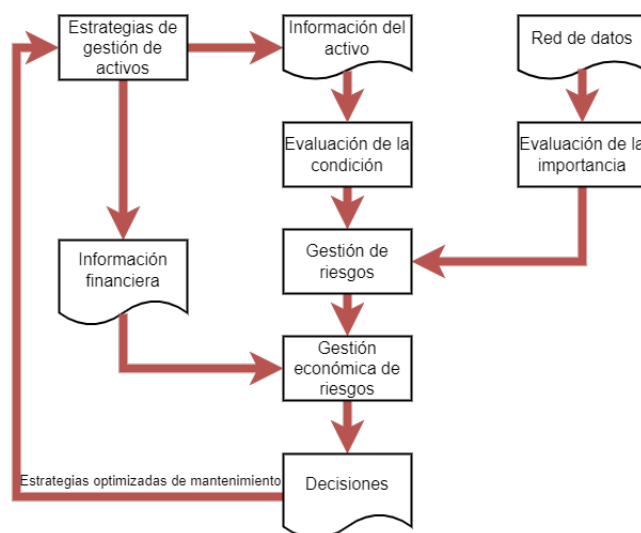 Estrategias de
gestión de
activos
Información del
activo
Red de datos
Evaluación de la
condición
Evaluación de la
importancia
Gestión de
riesgos
Información
financiera
Gestión
económica de
riesgos
Estrategias optimizadas de mantenimiento
Decisiones